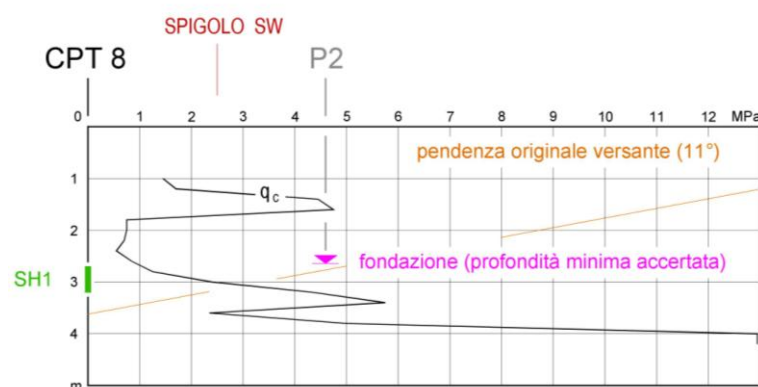 SPIGOLO SW
CPT 8
P2
0 1 2 3 4 5 6 7 8 9 10 11 12 MPa
pendenza originale versante (11°)
1
qc
2
fondazione (profondità minima accertata)
SH1
3
4
m